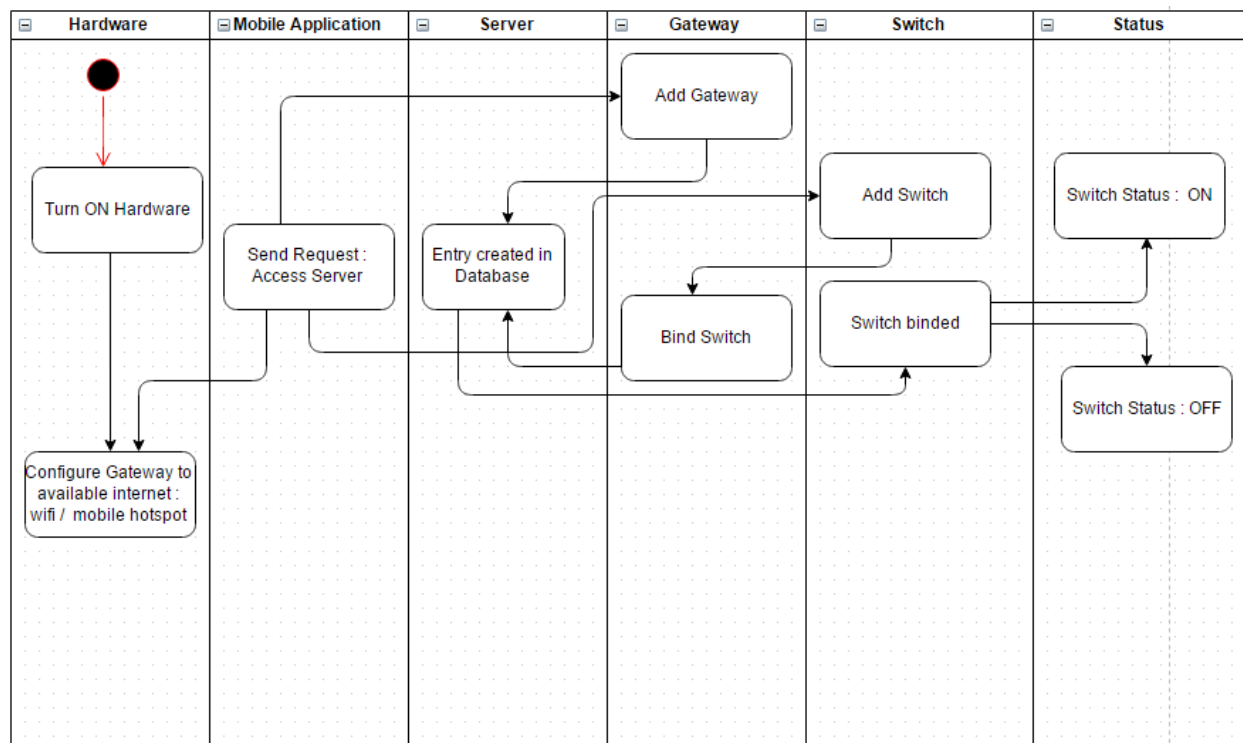 Hardware
Mobile Application
Server
Gateway
Switch
Status
Add Gateway
Turn ON Hardware
Add Switch
Switch Status : ON
Send Request :
Access Server
Entry created in
Database
Bind Switch
Switch binded
Switch Status : OFF
Configure Gateway to
available internet :
wifi / mobile hotspot